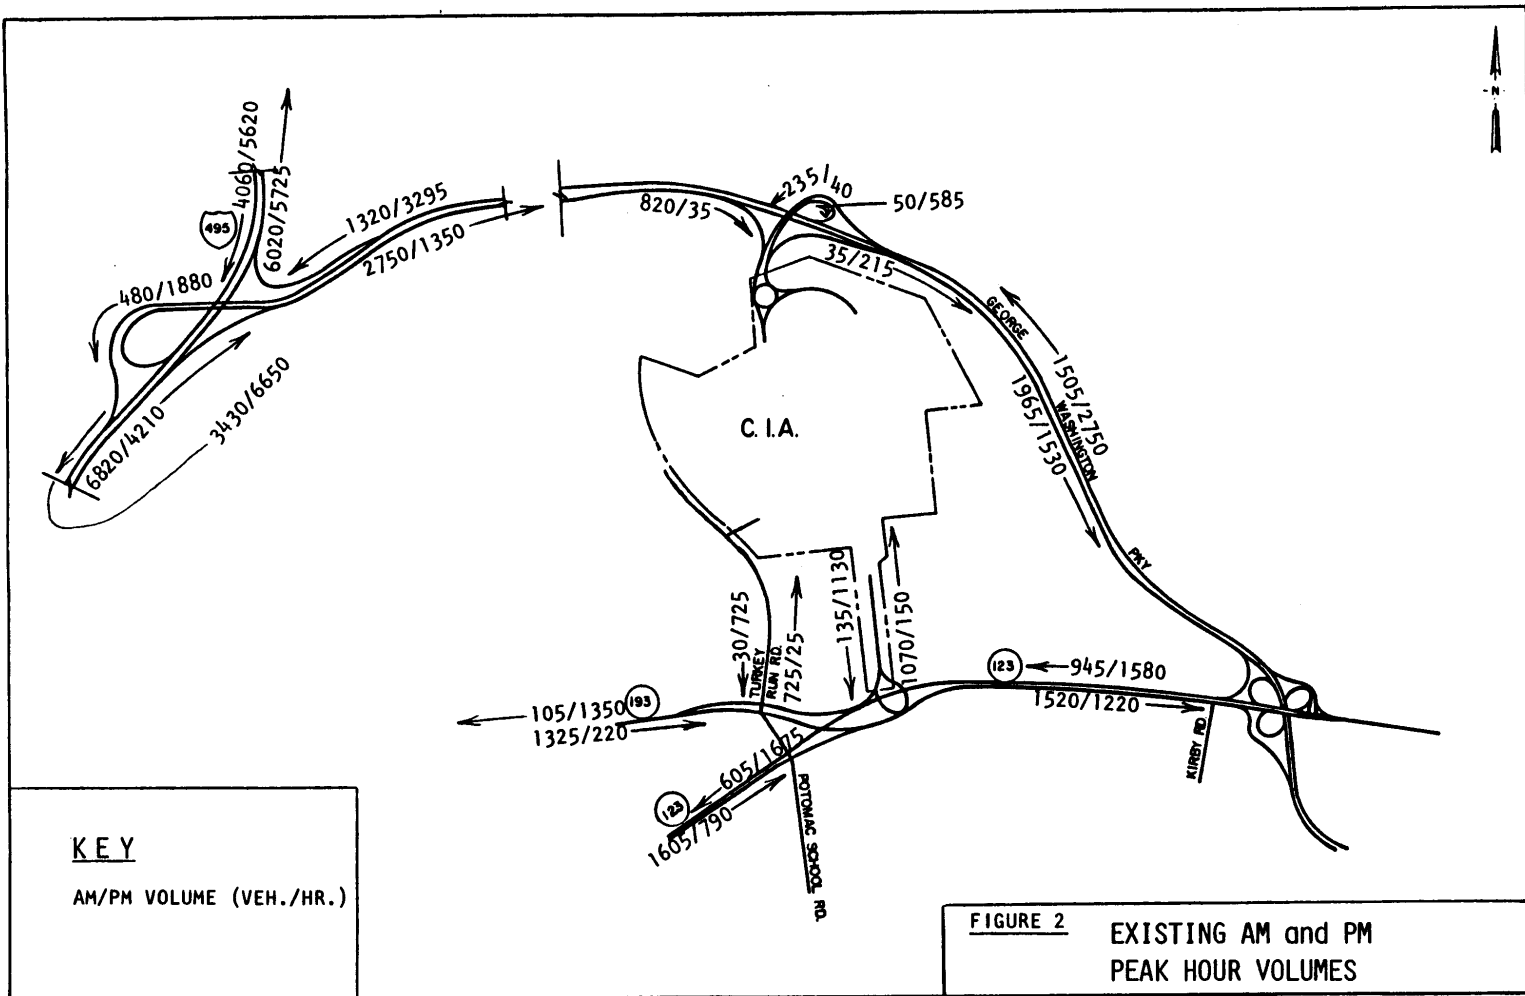 N
4060/5620
6020/5725
495
1320/3295
2750/1350
480/1880
6820/4210
3430/6650
235/40
820/35
50/585
35/215
GEORGE
WASHINGTON
PKY
1505/2750
1965/1530
C.I.A.
30/725
TURKEY
RUN RD.
725/25
135/1130
1070/150
123
945/1580
1520/1220
KIRBY RD
193
105/1350
1325/220
605/1675
123
1605/790
POTOMAC SCHOOL RD.
KEY
AM/PM VOLUME (VEH./HR.)
FIGURE 2
EXISTING AM and PM
PEAK HOUR VOLUMES